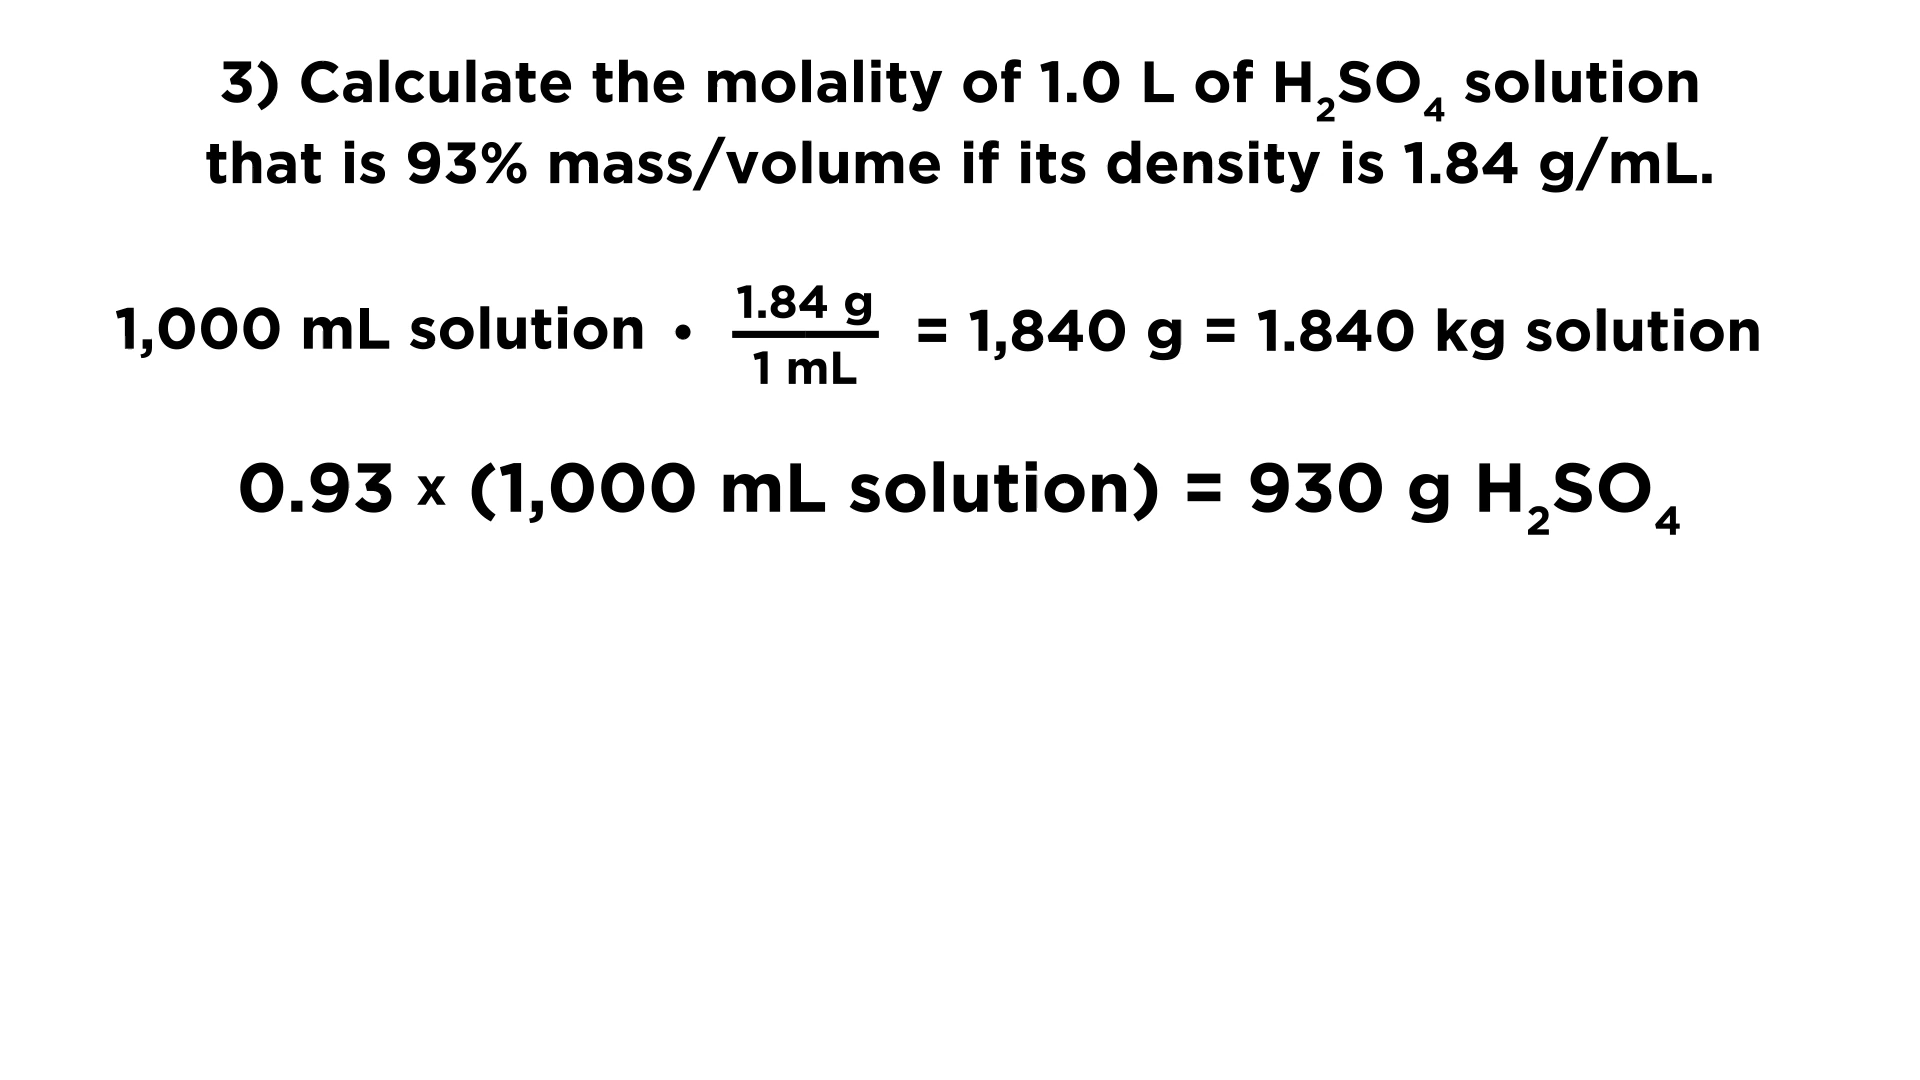 3) Calculate the molality of 1.0 L of H₂SO₄ solution
that is 93% mass/volume if its density is 1.84 g/mL.
1,000 mL solution • 1.84 g / 1 mL = 1,840 g = 1.840 kg solution
0.93 x (1,000 mL solution) = 930 g H₂SO₄